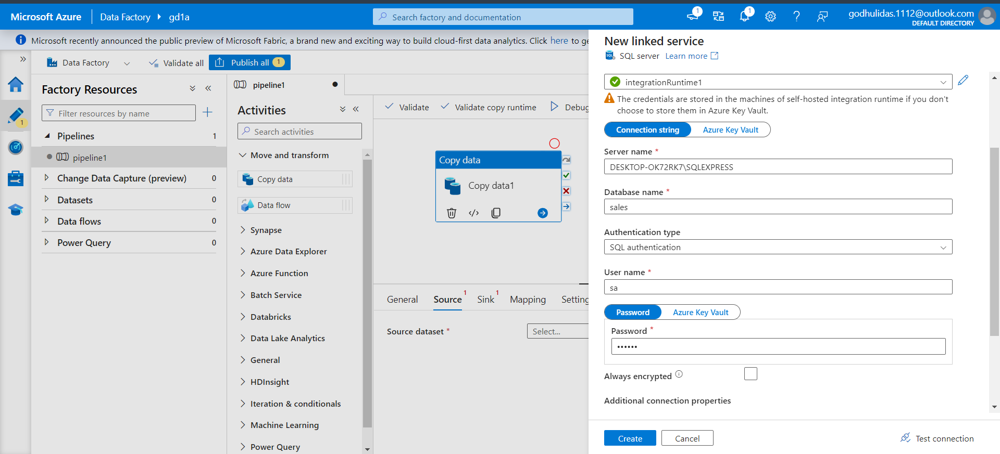 Microsoft Azure
Data Factory
gd1a
Search factory and documentation
1
1
godhulidas.1112@outlook.com
DEFAULT DIRECTORY
Microsoft recently announced the public preview of Microsoft Fabric, a brand new and exciting way to build cloud-first data analytics. Click here to ge
Data Factory
Validate all
Publish all
1
1
Factory Resources
Filter resources by name
Pipelines
1
pipeline1
Change Data Capture (preview)
0
Datasets
0
Data flows
0
Power Query
0
pipeline1
Activities
Search activities
Move and transform
Copy data
Data flow
Synapse
Azure Data Explorer
Azure Function
Batch Service
Databricks
Data Lake Analytics
General
HDInsight
Iteration & conditionals
Machine Learning
Power Query
Validate
Validate copy runtime
Debug
Copy data
Copy data1
General
Source 1
Sink 1
Mapping
Setting
Source dataset *
Select...
New linked service
SQL server
Learn more
integrationRuntime1
The credentials are stored in the machines of self-hosted integration runtime if you don't
choose to store them in Azure Key Vault.
Connection string
Azure Key Vault
Server name *
DESKTOP-OK72RK7\SQLEXPRESS
Database name *
sales
Authentication type
SQL authentication
User name *
sa
Password
Azure Key Vault
Password *
••••••
Always encrypted
Additional connection properties
Create
Cancel
Test connection